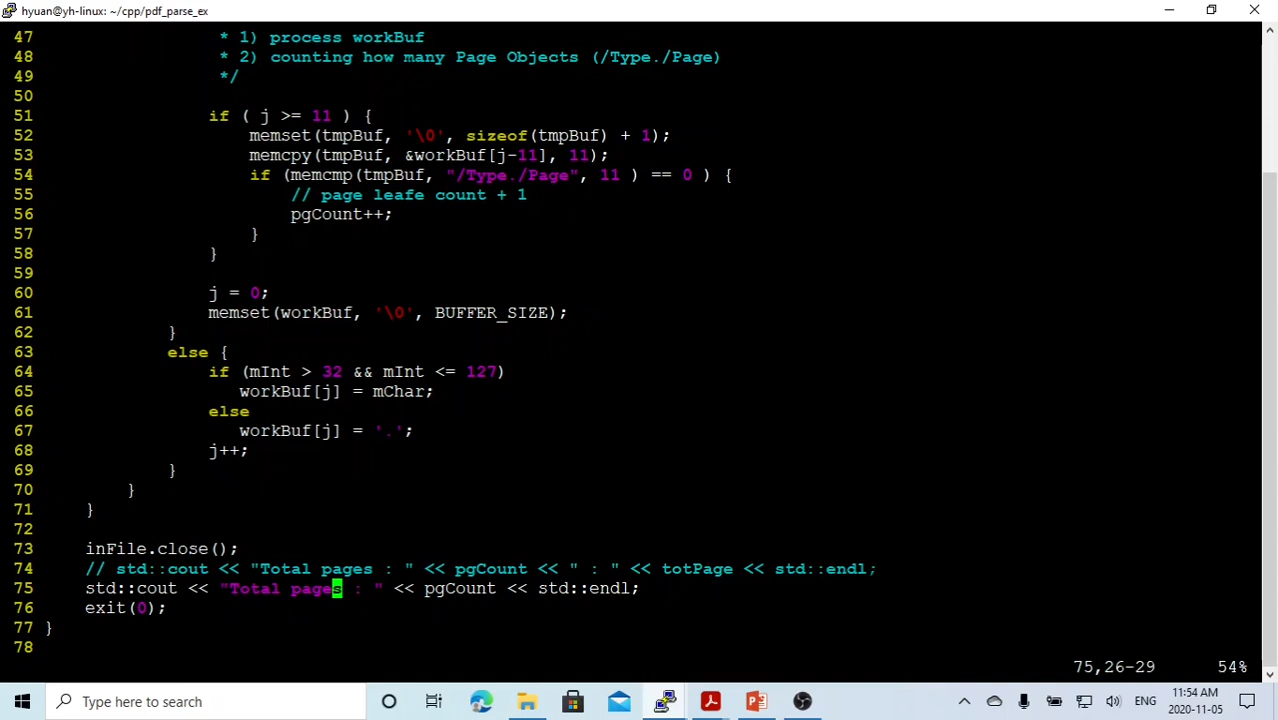 hyuan@yh-linux: ~/cpp/pdf_parse_ex
47 * 1) process workBuf
48 * 2) counting how many Page Objects (/Type./Page)
49 */
50
51 if ( j >= 11 ) {
52 memset(tmpBuf, '\0', sizeof(tmpBuf) + 1);
53 memcpy(tmpBuf, &workBuf[j-11], 11);
54 if (memcmp(tmpBuf, "/Type./Page", 11 ) == 0 ) {
55 // page leafe count + 1
56 pgCount++;
57 }
58 }
59
60 j = 0;
61 memset(workBuf, '\0', BUFFER_SIZE);
62 }
63 else {
64 if (mInt > 32 && mInt <= 127)
65 workBuf[j] = mChar;
66 else
67 workBuf[j] = '.';
68 j++;
69 }
70 }
71 }
72
73 inFile.close();
74 // std::cout << "Total pages : " << pgCount << " : " << totPage << std::endl;
75 std::cout << "Total pages : " << pgCount << std::endl;
76 exit(0);
77 }
78
75,26-29 54%
Type here to search
ENG
11:54 AM
2020-11-05